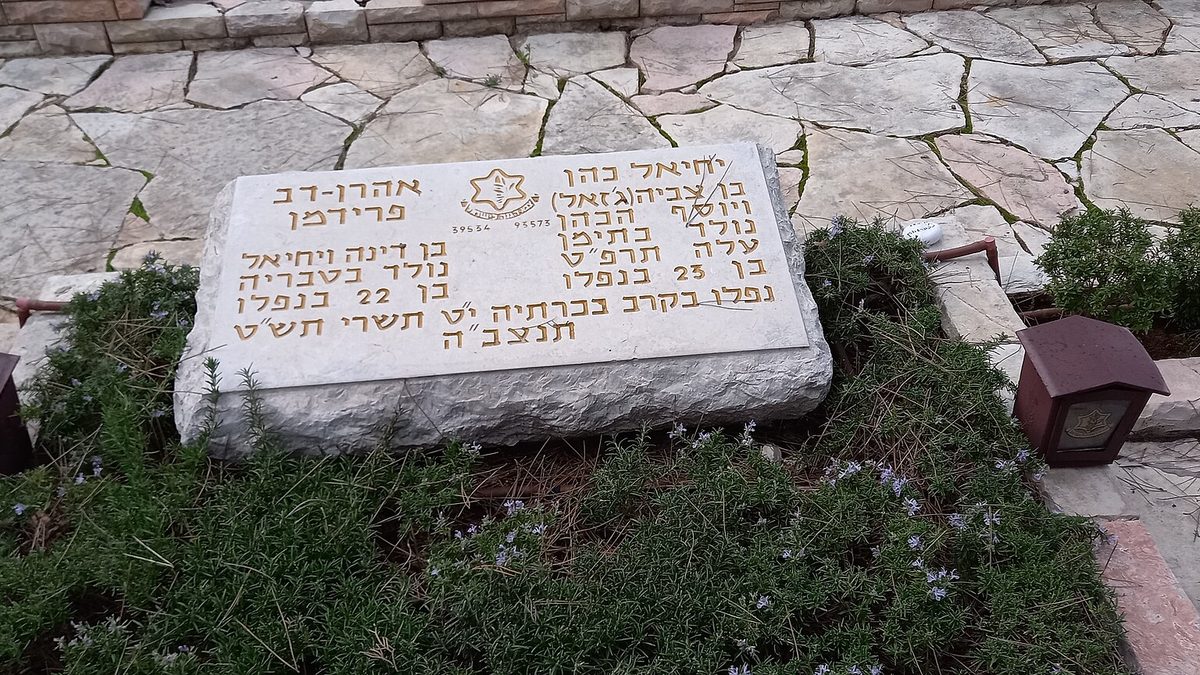 יחיאל כהן
בן צביה(ג'זאל)
ויוסף הכהן
נולד בתימן
עלה תרפ"ט
בן 23 בנפלו
39534 93573
אהרן-דב
פרידמן
בן דינה ויחיאל
נולד בטבריה
בן 22 בנפלו
נפלו בקרב בכרתיה י"ט תשרי תש"ט
תנצב"ה